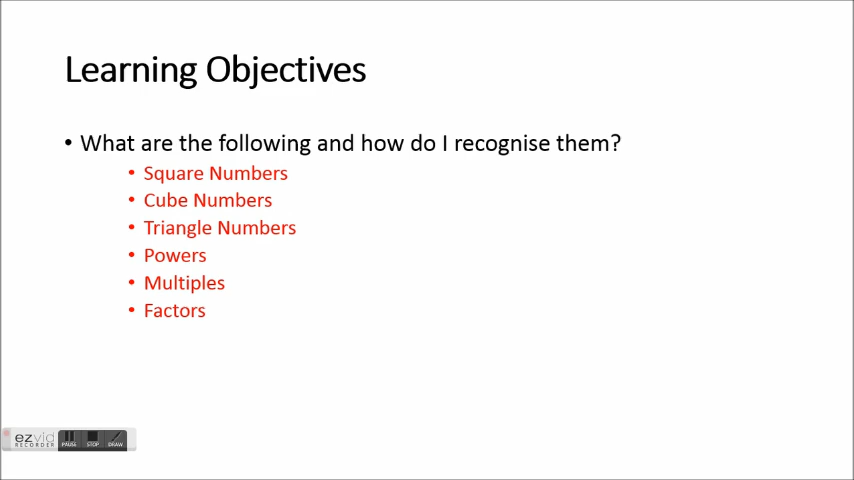 Learning Objectives
• What are the following and how do I recognise them?
• Square Numbers
• Cube Numbers
• Triangle Numbers
• Powers
• Multiples
• Factors
ezvid
RECORDER
PAUSE STOP DRAW